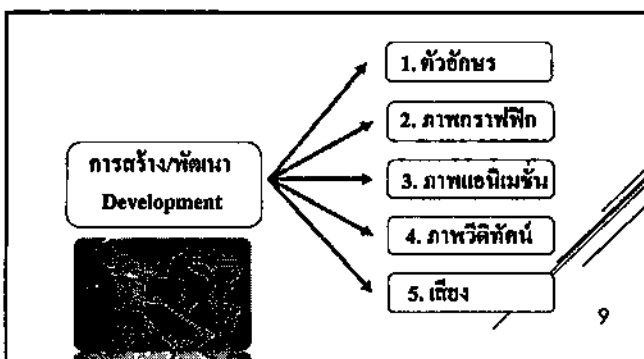 การสร้าง/พัฒนา
Development
1. ตัวอักษร
2. ภาพกราฟฟิก
3. ภาพแอนิเมชั่น
4. ภาพวีดิทัศน์
5. เสียง
9